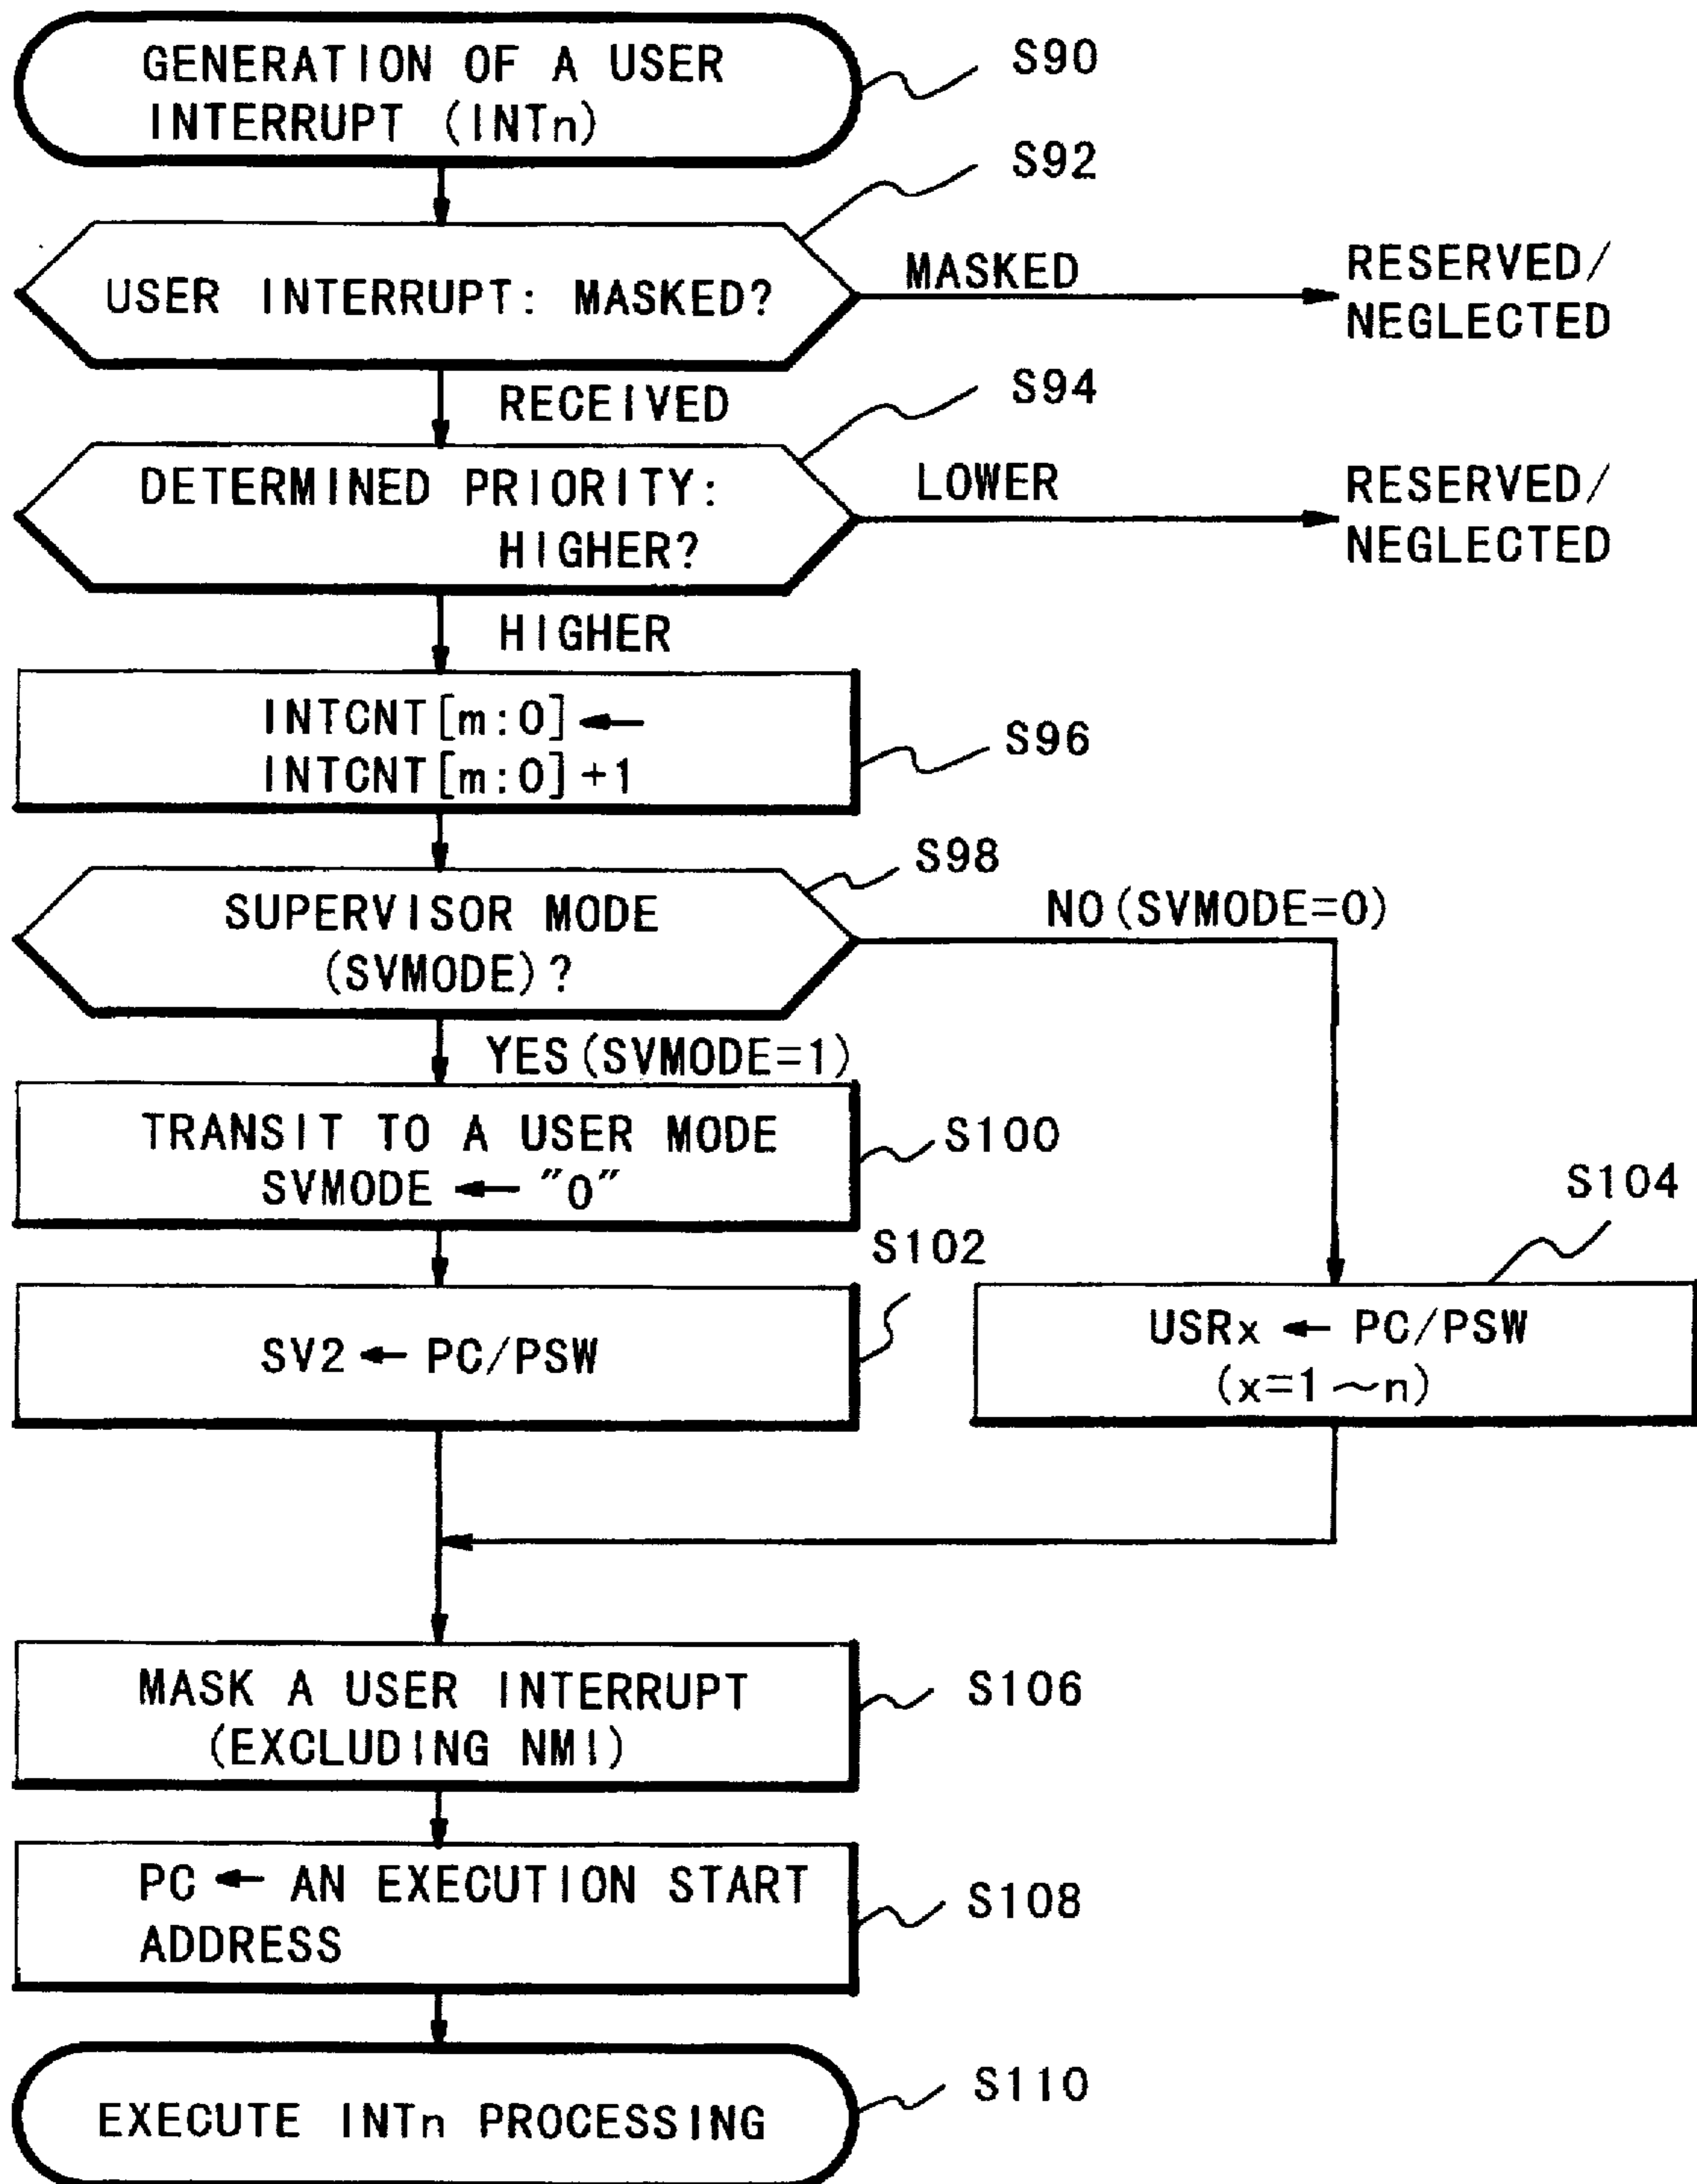 GENERATION OF A USER
INTERRUPT (INTn)
S90
S92
USER INTERRUPT: MASKED?
MASKED
RESERVED/
NEGLECTED
RECEIVED
S94
DETERMINED PRIORITY:
HIGHER?
LOWER
RESERVED/
NEGLECTED
HIGHER
INTCNT[m:0] ←
INTCNT[m:0]+1
S96
S98
SUPERVISOR MODE
(SVMODE)?
NO(SVMODE=0)
YES(SVMODE=1)
TRANSIT TO A USER MODE
SVMODE ← "0"
S100
S102
SV2 ← PC/PSW
S104
USRx ← PC/PSW
(x=1～n)
MASK A USER INTERRUPT
(EXCLUDING NMI)
S106
PC ← AN EXECUTION START
ADDRESS
S108
EXECUTE INTn PROCESSING
S110